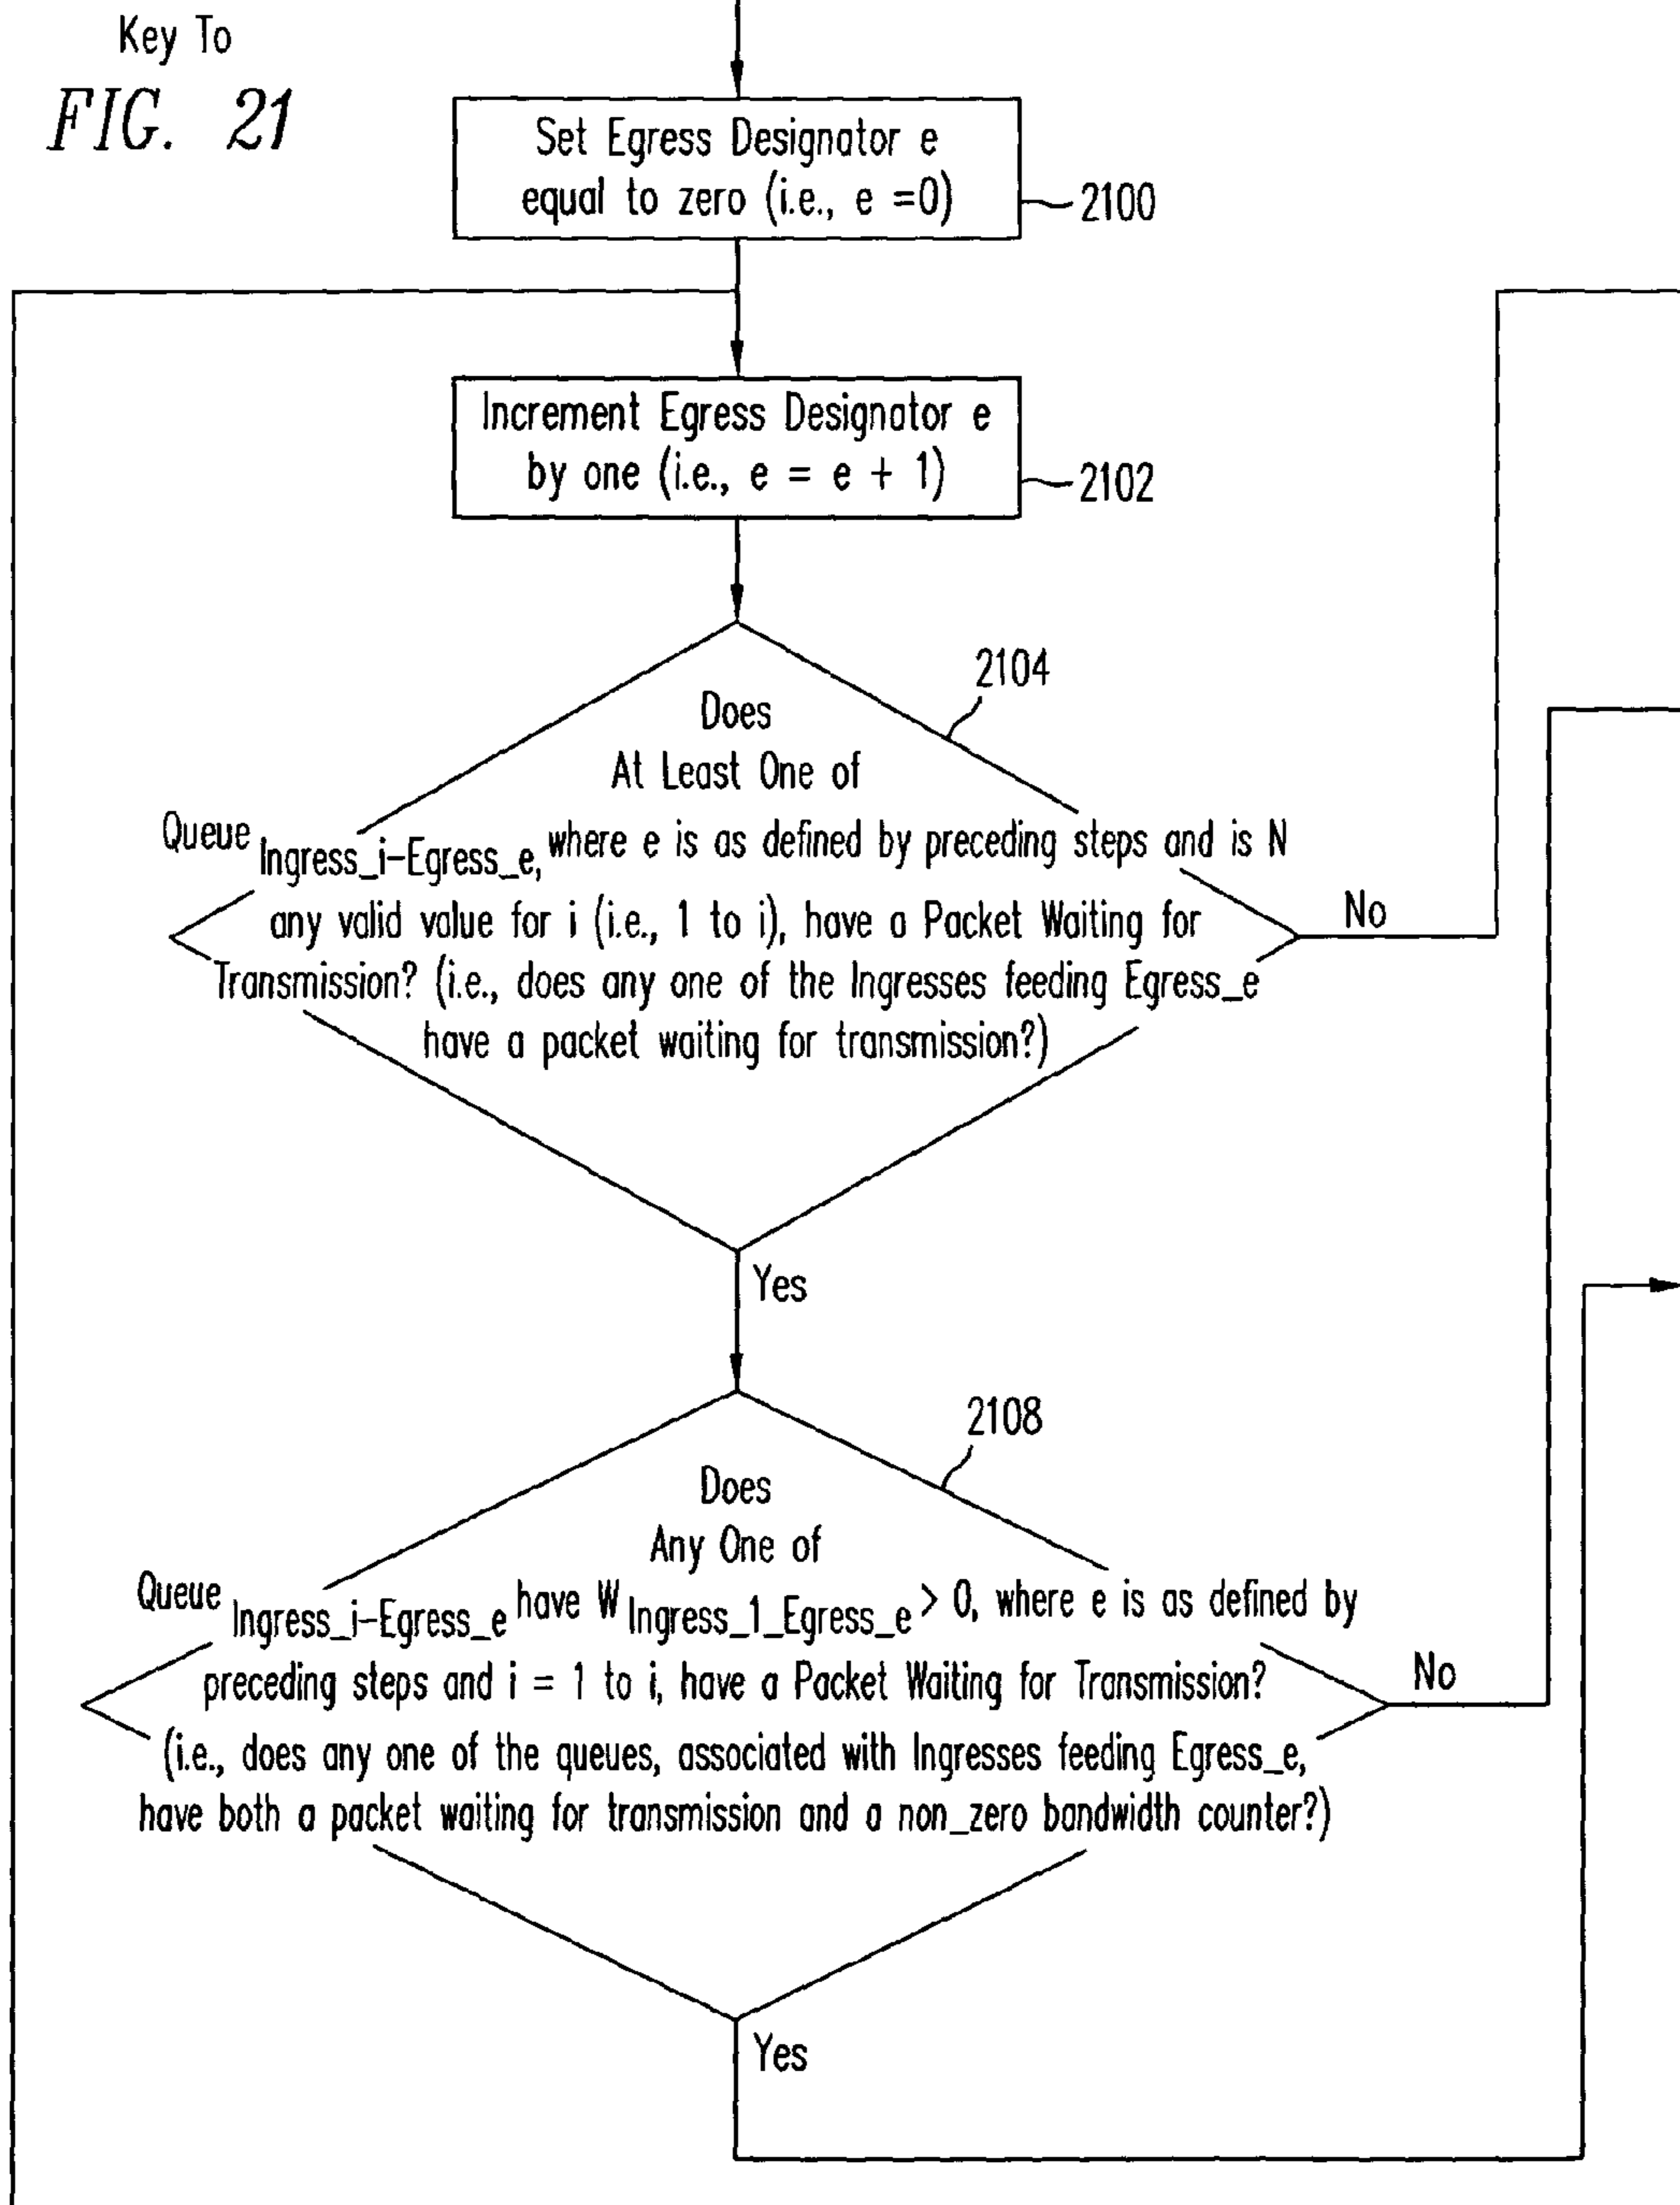 Key To
FIG. 21
Set Egress Designator e
equal to zero (i.e., e =0)
2100
Increment Egress Designator e
by one (i.e., e = e + 1)
2102
2104
Does
At Least One of
Queue Ingress_i-Egress_e, where e is as defined by preceding steps and is N
any valid value for i (i.e., 1 to i), have a Packet Waiting for
Transmission? (i.e., does any one of the Ingresses feeding Egress_e
have a packet waiting for transmission?)
No
Yes
2108
Does
Any One of
Queue Ingress_i-Egress_e have W Ingress_1_Egress_e > 0, where e is as defined by
preceding steps and i = 1 to i, have a Packet Waiting for Transmission?
(i.e., does any one of the queues, associated with Ingresses feeding Egress_e,
have both a packet waiting for transmission and a non_zero bandwidth counter?)
No
Yes